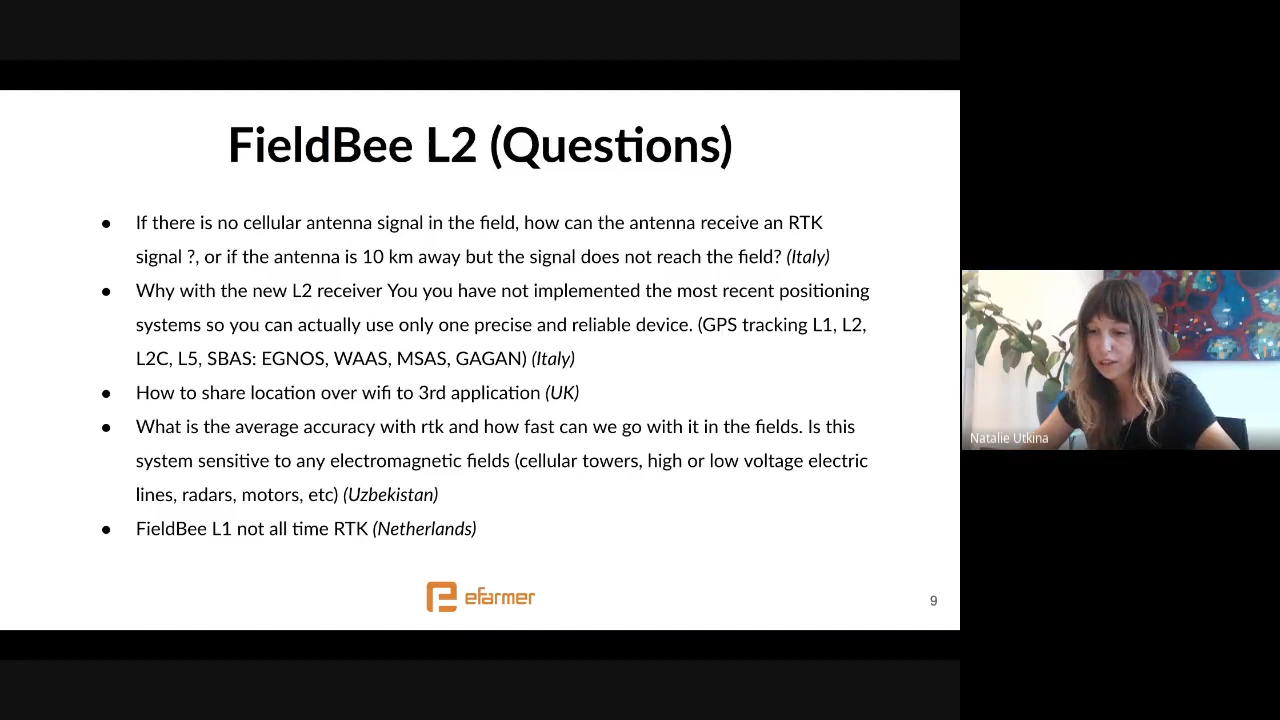 FieldBee L2 (Questions)
● If there is no cellular antenna signal in the field, how can the antenna receive an RTK
signal ?, or if the antenna is 10 km away but the signal does not reach the field? (Italy)
● Why with the new L2 receiver You you have not implemented the most recent positioning
systems so you can actually use only one precise and reliable device. (GPS tracking L1, L2,
L2C, L5, SBAS: EGNOS, WAAS, MSAS, GAGAN) (Italy)
● How to share location over wifi to 3rd application (UK)
● What is the average accuracy with rtk and how fast can we go with it in the fields. Is this
system sensitive to any electromagnetic fields (cellular towers, high or low voltage electric
lines, radars, motors, etc) (Uzbekistan)
● FieldBee L1 not all time RTK (Netherlands)
efarmer
9
Natalie Utkina